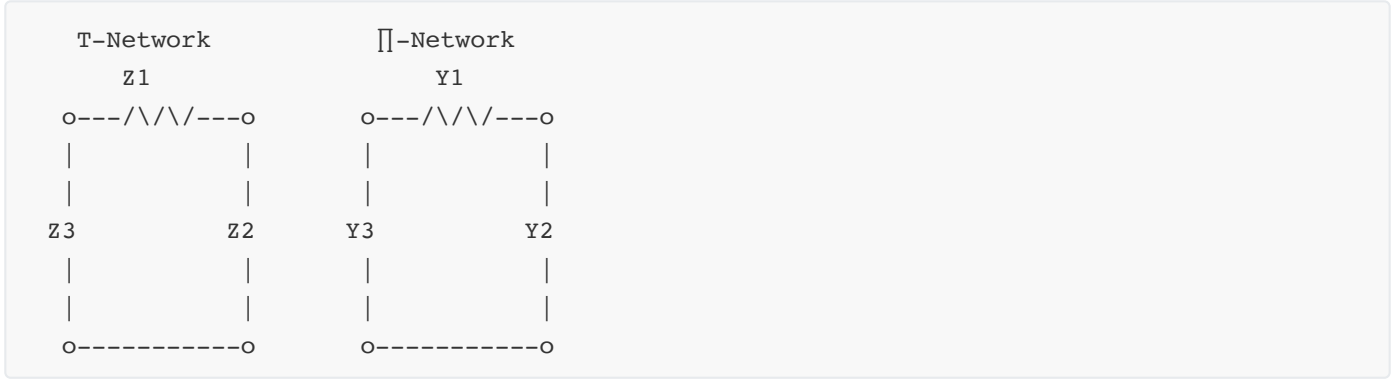 T-Network ∏-Network
Z1 Y1
o---/\/\/---o o---/\/\/---o
| | | |
| | | |
Z3 Z2 Y3 Y2
| | | |
| | | |
o-----------o o-----------o